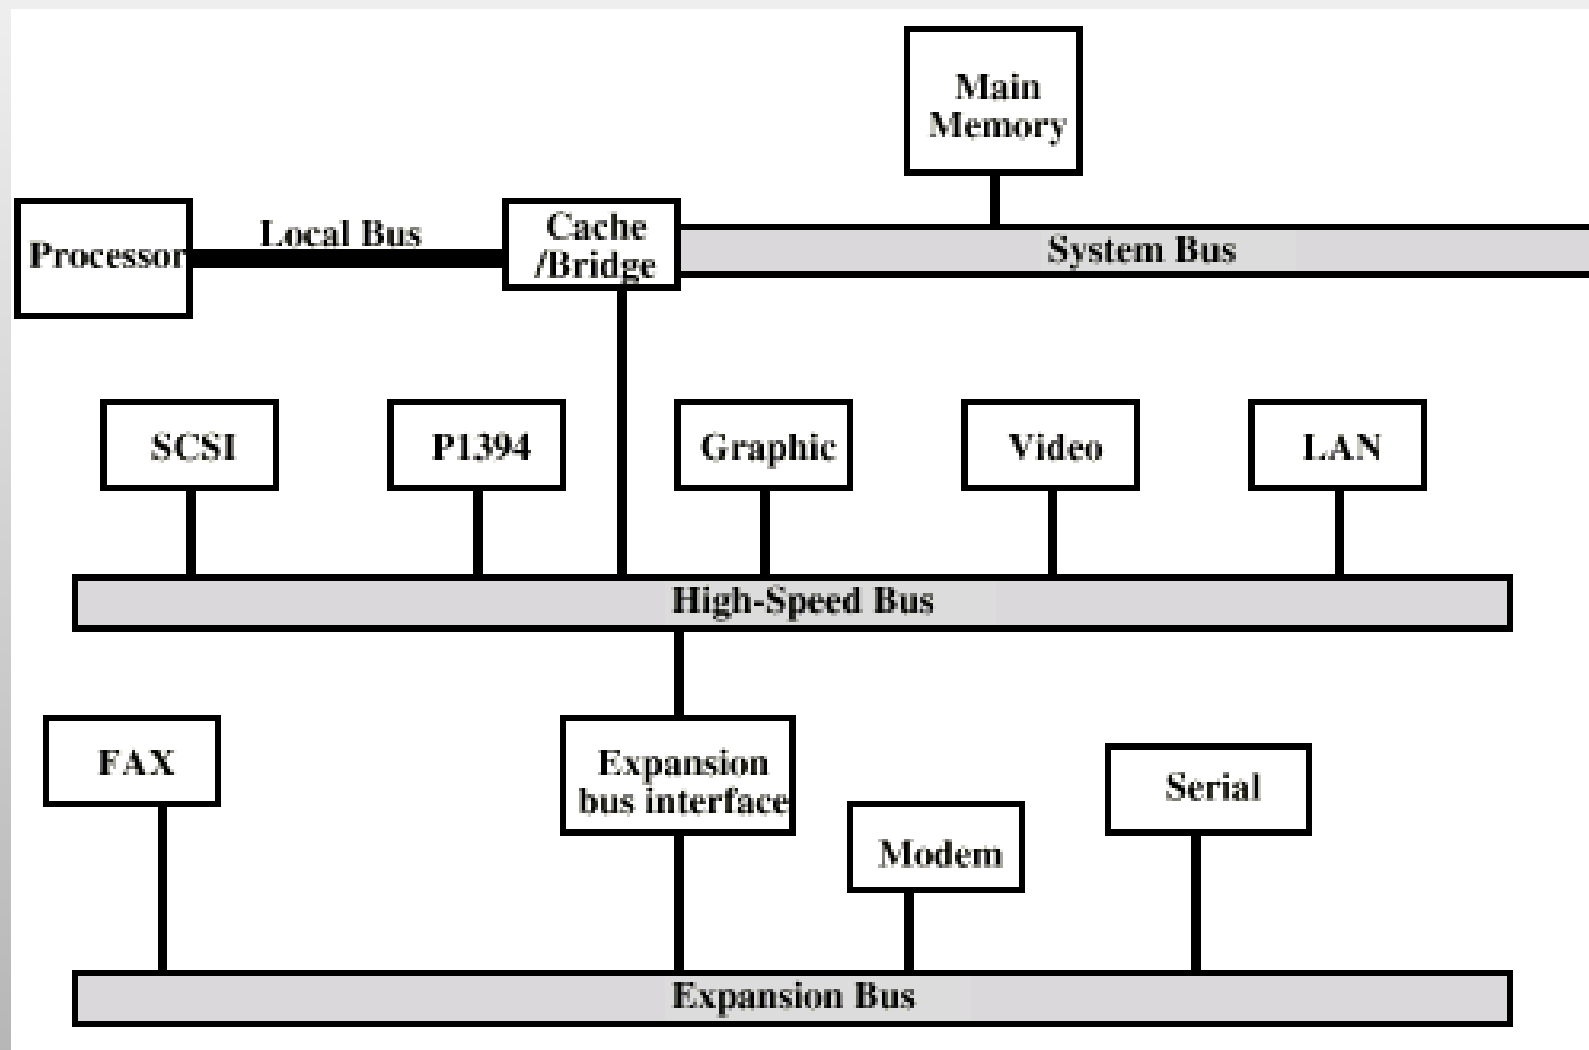 Main
Memory
Local Bus
Cache
/Bridge
Processor
System Bus
SCSI
P1394
Graphic
Video
LAN
High-Speed Bus
FAX
Expansion
bus interface
Serial
Modem
Expansion Bus